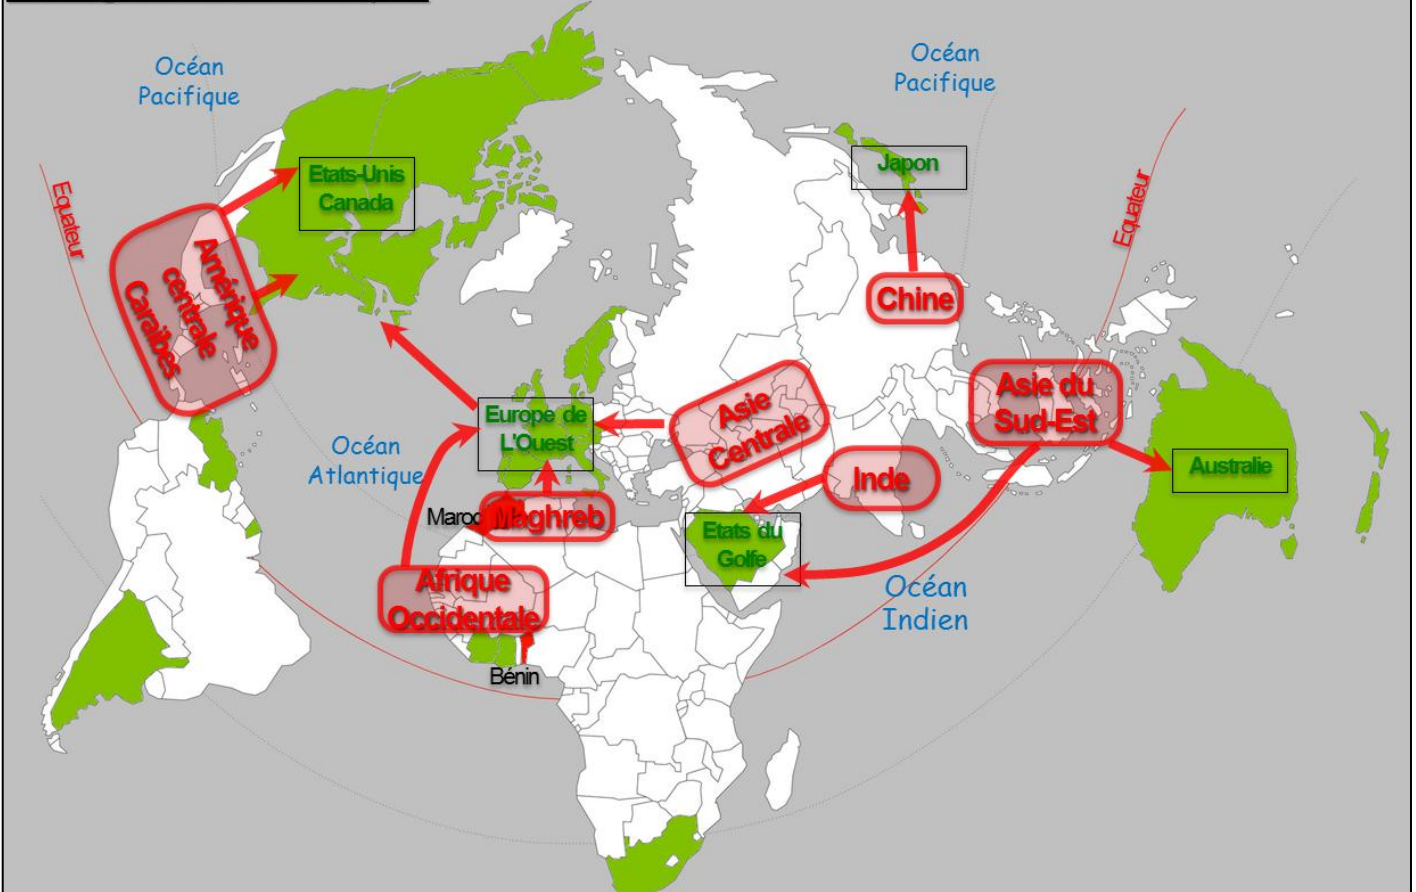 Océan
Pacifique
Océan
Pacifique
Etats-Unis
Canada
Japon
Equateur
Equateur
Amérique
centrale
Caraïbes
Chine
Asie du
Sud-Est
Europe de
L'Ouest
Asie
Centrale
Océan
Atlantique
Inde
Australie
Maroc
Maghreb
Etats du
Golfe
Afrique
Occidentale
Océan
Indien
Bénin